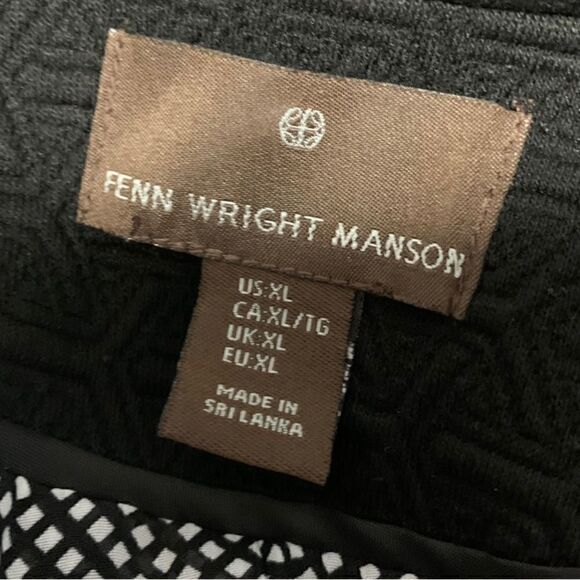 FENN WRIGHT MANSON
US:XL
CA:XL/TG
UK:XL
EU:XL
MADE IN
SRI LANKA